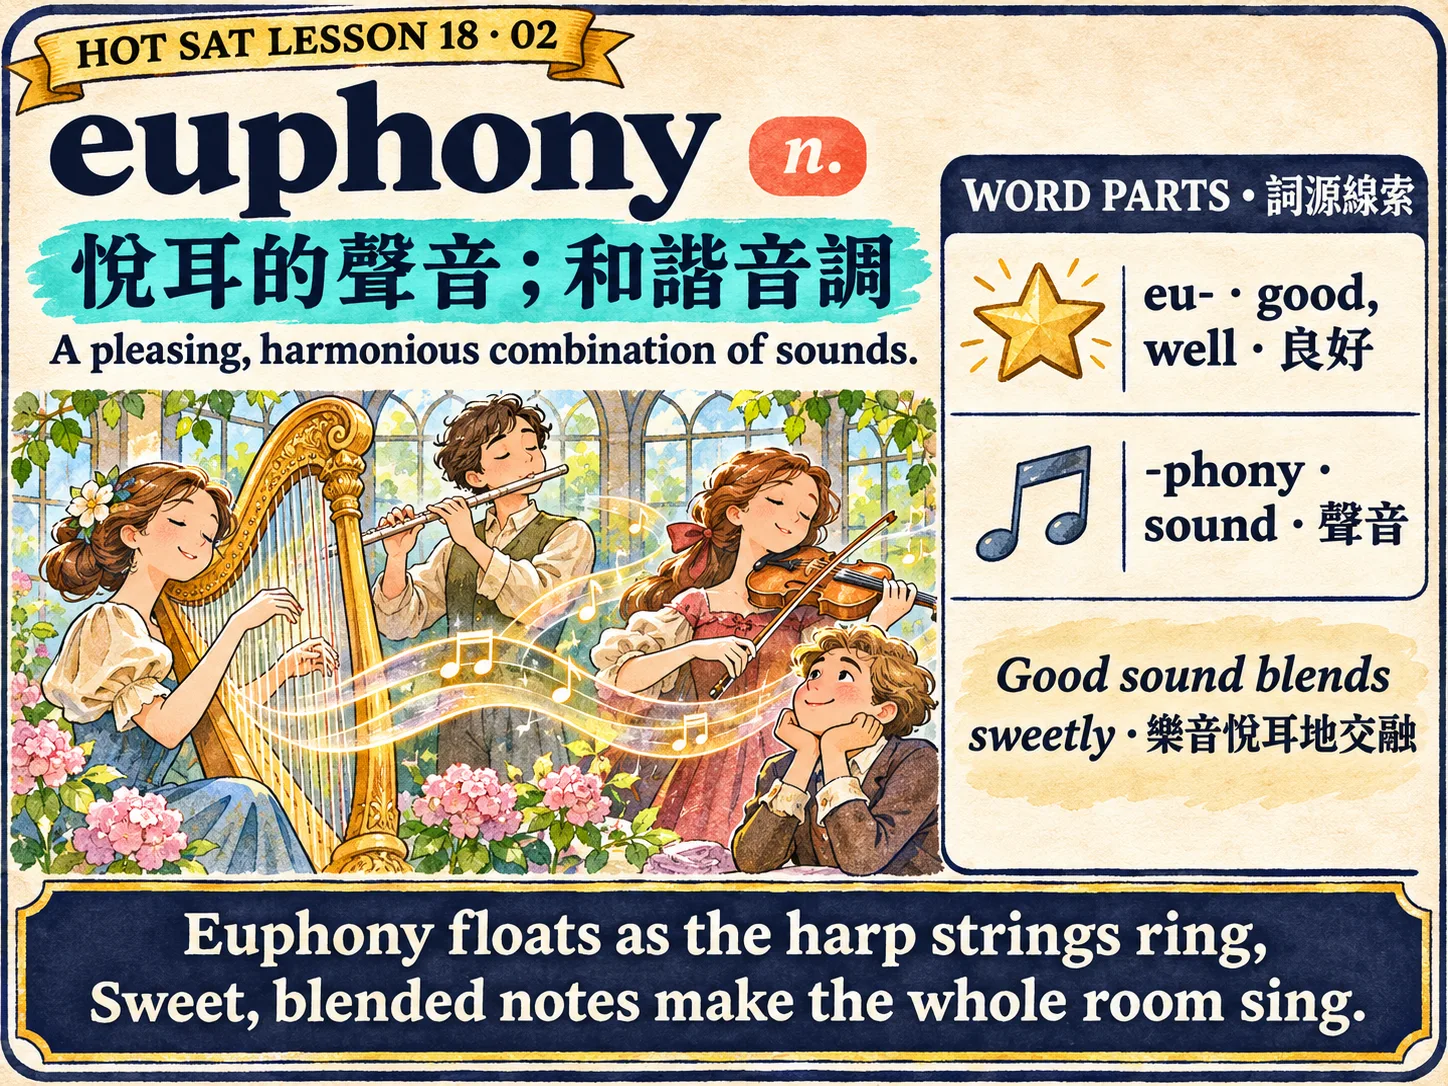 HOT SAT LESSON 18 · 02
euphony n.
悅耳的聲音；和諧音調
A pleasing, harmonious combination of sounds.
WORD PARTS · 詞源線索
eu- · good,
well · 良好
-phony ·
sound · 聲音
Good sound blends
sweetly · 樂音悅耳地交融
Euphony floats as the harp strings ring,
Sweet, blended notes make the whole room sing.